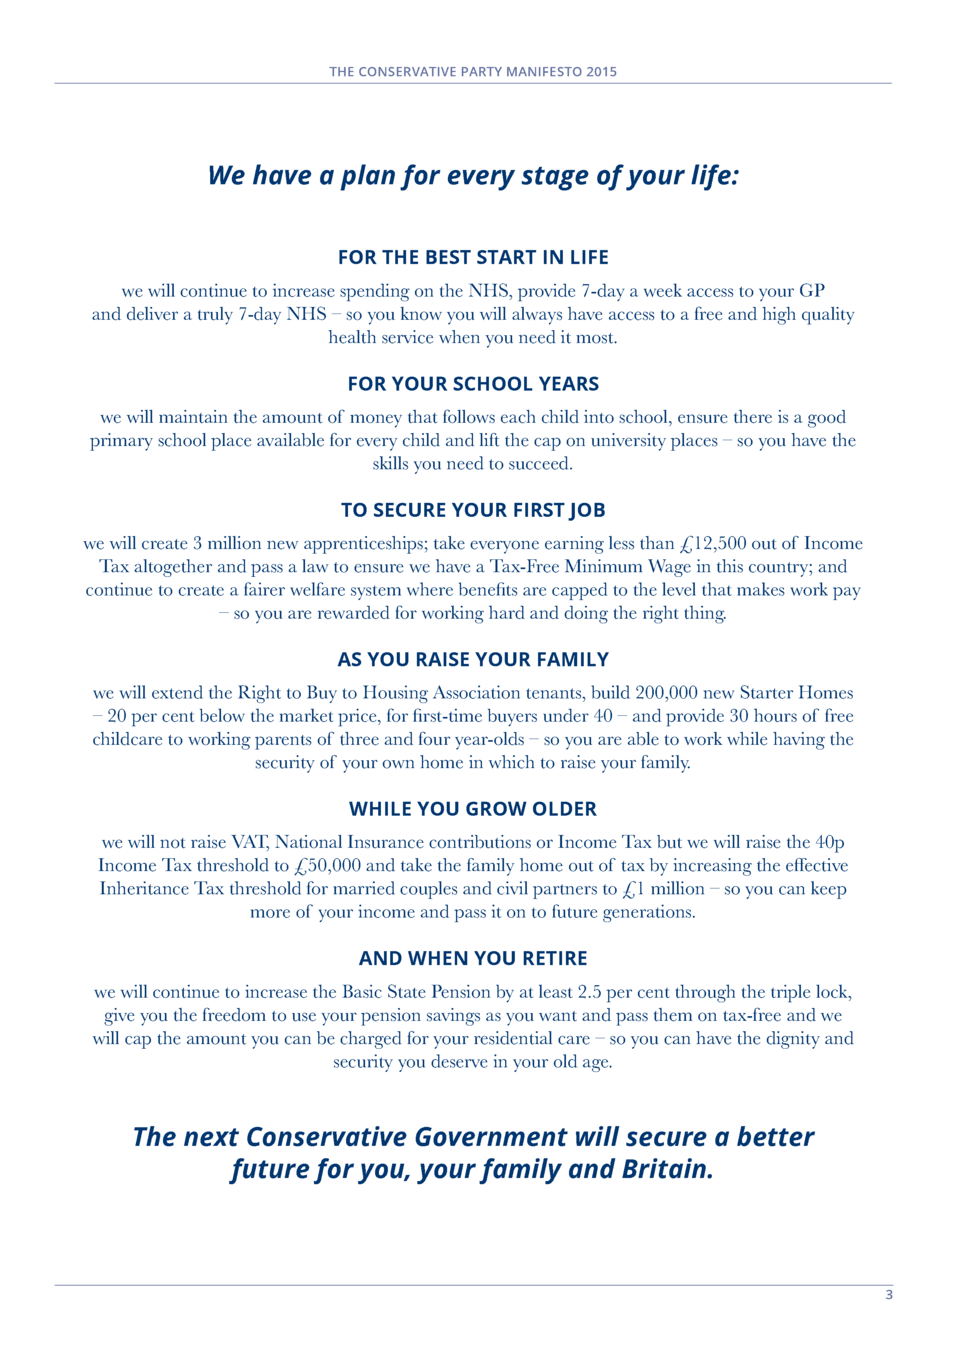 THE CONSERVATIVE PARTY MANIFESTO 2015
We have a plan for every stage of your life:
FOR THE BEST START IN LIFE
we will continue to increase spending on the NHS, provide 7-day a week access to your GP
and deliver a truly 7-day NHS – so you know you will always have access to a free and high quality
health service when you need it most.
FOR YOUR SCHOOL YEARS
we will maintain the amount of money that follows each child into school, ensure there is a good
primary school place available for every child and lift the cap on university places – so you have the
skills you need to succeed.
TO SECURE YOUR FIRST JOB
we will create 3 million new apprenticeships; take everyone earning less than £12,500 out of Income
Tax altogether and pass a law to ensure we have a Tax-Free Minimum Wage in this country; and
continue to create a fairer welfare system where benefits are capped to the level that makes work pay
– so you are rewarded for working hard and doing the right thing.
AS YOU RAISE YOUR FAMILY
we will extend the Right to Buy to Housing Association tenants, build 200,000 new Starter Homes
– 20 per cent below the market price, for first-time buyers under 40 – and provide 30 hours of free
childcare to working parents of three and four year-olds – so you are able to work while having the
security of your own home in which to raise your family.
WHILE YOU GROW OLDER
we will not raise VAT, National Insurance contributions or Income Tax but we will raise the 40p
Income Tax threshold to £50,000 and take the family home out of tax by increasing the effective
Inheritance Tax threshold for married couples and civil partners to £1 million – so you can keep
more of your income and pass it on to future generations.
AND WHEN YOU RETIRE
we will continue to increase the Basic State Pension by at least 2.5 per cent through the triple lock,
give you the freedom to use your pension savings as you want and pass them on tax-free and we
will cap the amount you can be charged for your residential care – so you can have the dignity and
security you deserve in your old age.
The next Conservative Government will secure a better
future for you, your family and Britain.
3